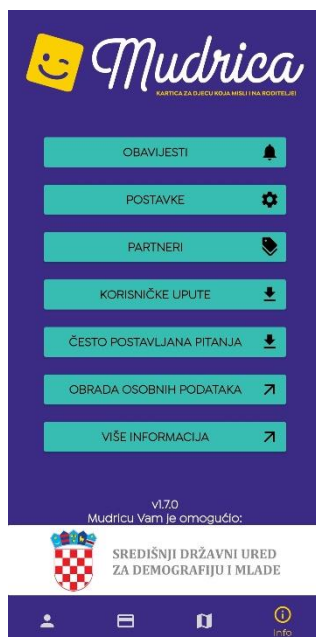 Mudrica
KARTICA ZA DJECU KOJA MISLI I NA RODITELJE!
OBAVIJESTI
POSTAVKE
PARTNERI
KORISNIČKE UPUTE
ČESTO POSTAVLJANA PITANJA
OBRADA OSOBNIH PODATAKA
VIŠE INFORMACIJA
v1.7.0
Mudricu Vam je omogućio:
SREDIŠNJI DRŽAVNI URED
ZA DEMOGRAFIJU I MLADE
Info